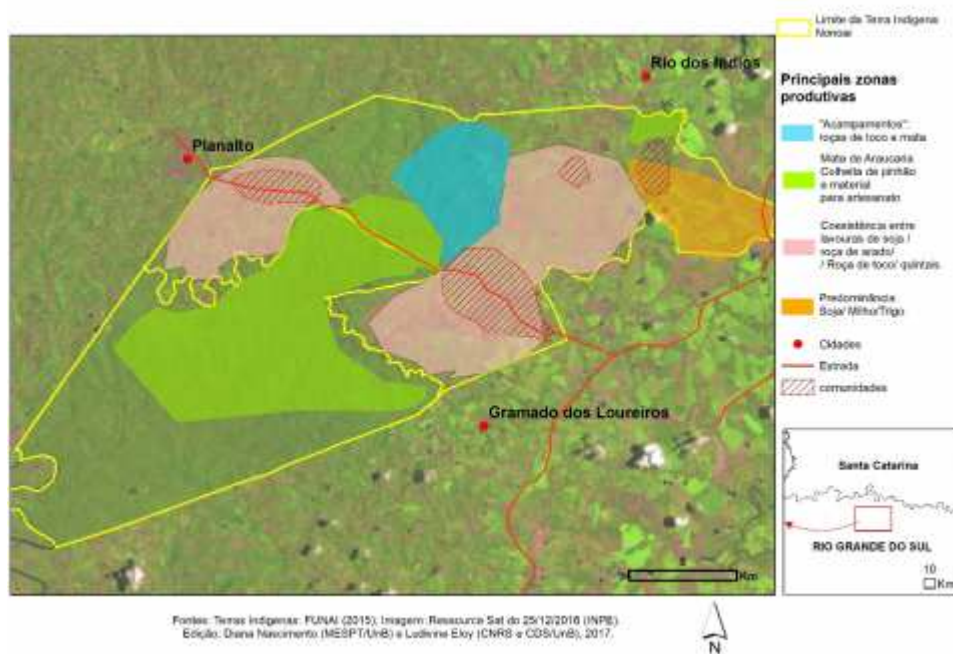 Limite da Terra Indígena
Nonoai
Rio dos Indios
Planalto
Gramado dos Loureiros
Km
Principais zonas
produtivas
"Acampamentos":
roças de toco e mata
Mata de Araucaria
Colheita de pinhão
e material
para artesanato
Coexistência entre
lavouras de soja /
roça de arado/
/ Roça de toco/ quintais
Predominância
Soja/ Milho/Trigo
Cidades
Estrada
comunidades
Santa Catarina
RIO GRANDE DO SUL
10
Km
Fontes: Terras Indígenas: FUNAI (2015), Imagem: Ressource Sat do 25/12/2016 (INPE).
Edição: Diana Nascimento (MESPT/UnB) e Ludivine Eloy (CNRS e CDS/UnB), 2017.
N